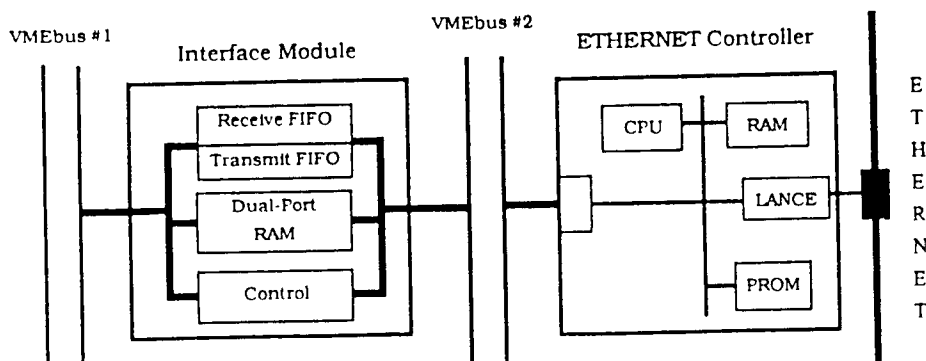 VMEbus #1
Interface Module
VMEbus #2
ETHERNET Controller
Receive FIFO
Transmit FIFO
Dual-Port
RAM
Control
CPU
RAM
LANCE
PROM
ETHERNET